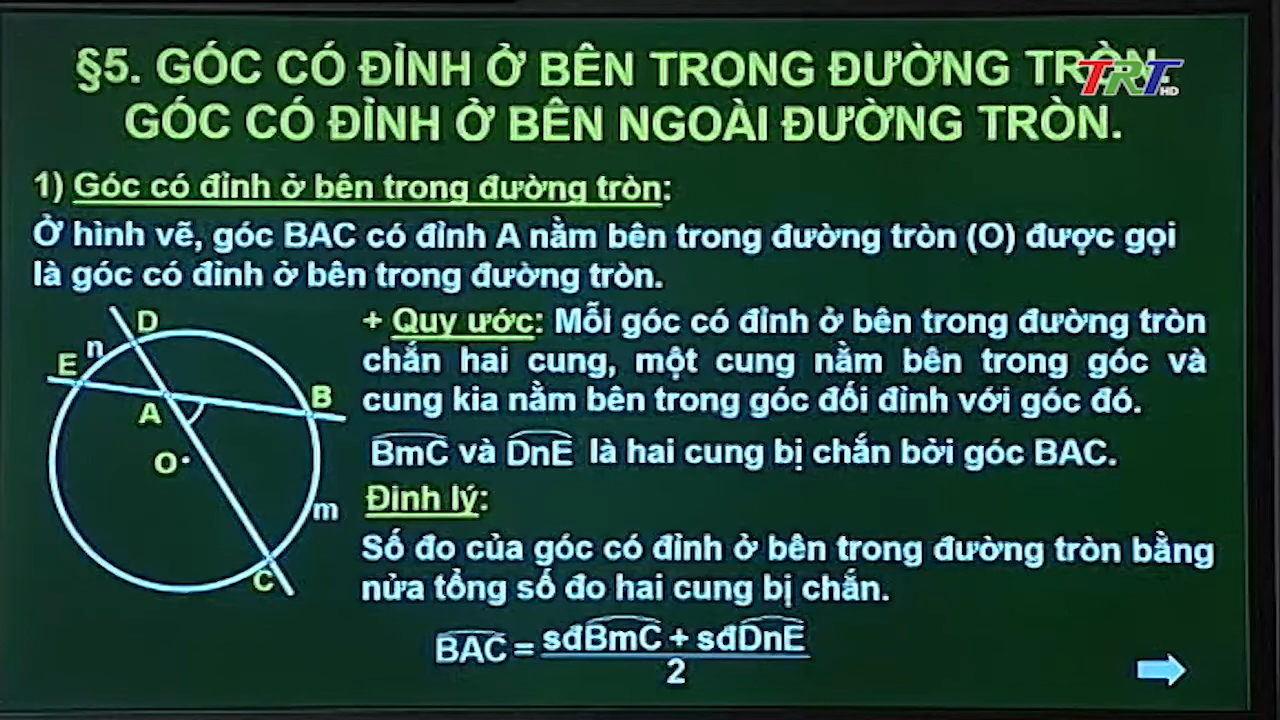 §5. GÓC CÓ ĐỈNH Ở BÊN TRONG ĐƯỜNG TRÒN.
TRT HD
GÓC CÓ ĐỈNH Ở BÊN NGOÀI ĐƯỜNG TRÒN.
1) Góc có đỉnh ở bên trong đường tròn:
Ở hình vẽ, góc BAC có đỉnh A nằm bên trong đường tròn (O) được gọi
là góc có đỉnh ở bên trong đường tròn.
D
n
E
A
B
O
m
C
+ Quy ước: Mỗi góc có đỉnh ở bên trong đường tròn
chắn hai cung, một cung nằm bên trong góc và
cung kia nằm bên trong góc đối đỉnh với góc đó.
BmC và DnE là hai cung bị chắn bởi góc BAC.
Định lý:
Số đo của góc có đỉnh ở bên trong đường tròn bằng
nửa tổng số đo hai cung bị chắn.
BAC = sđBmC + sđDnE
2